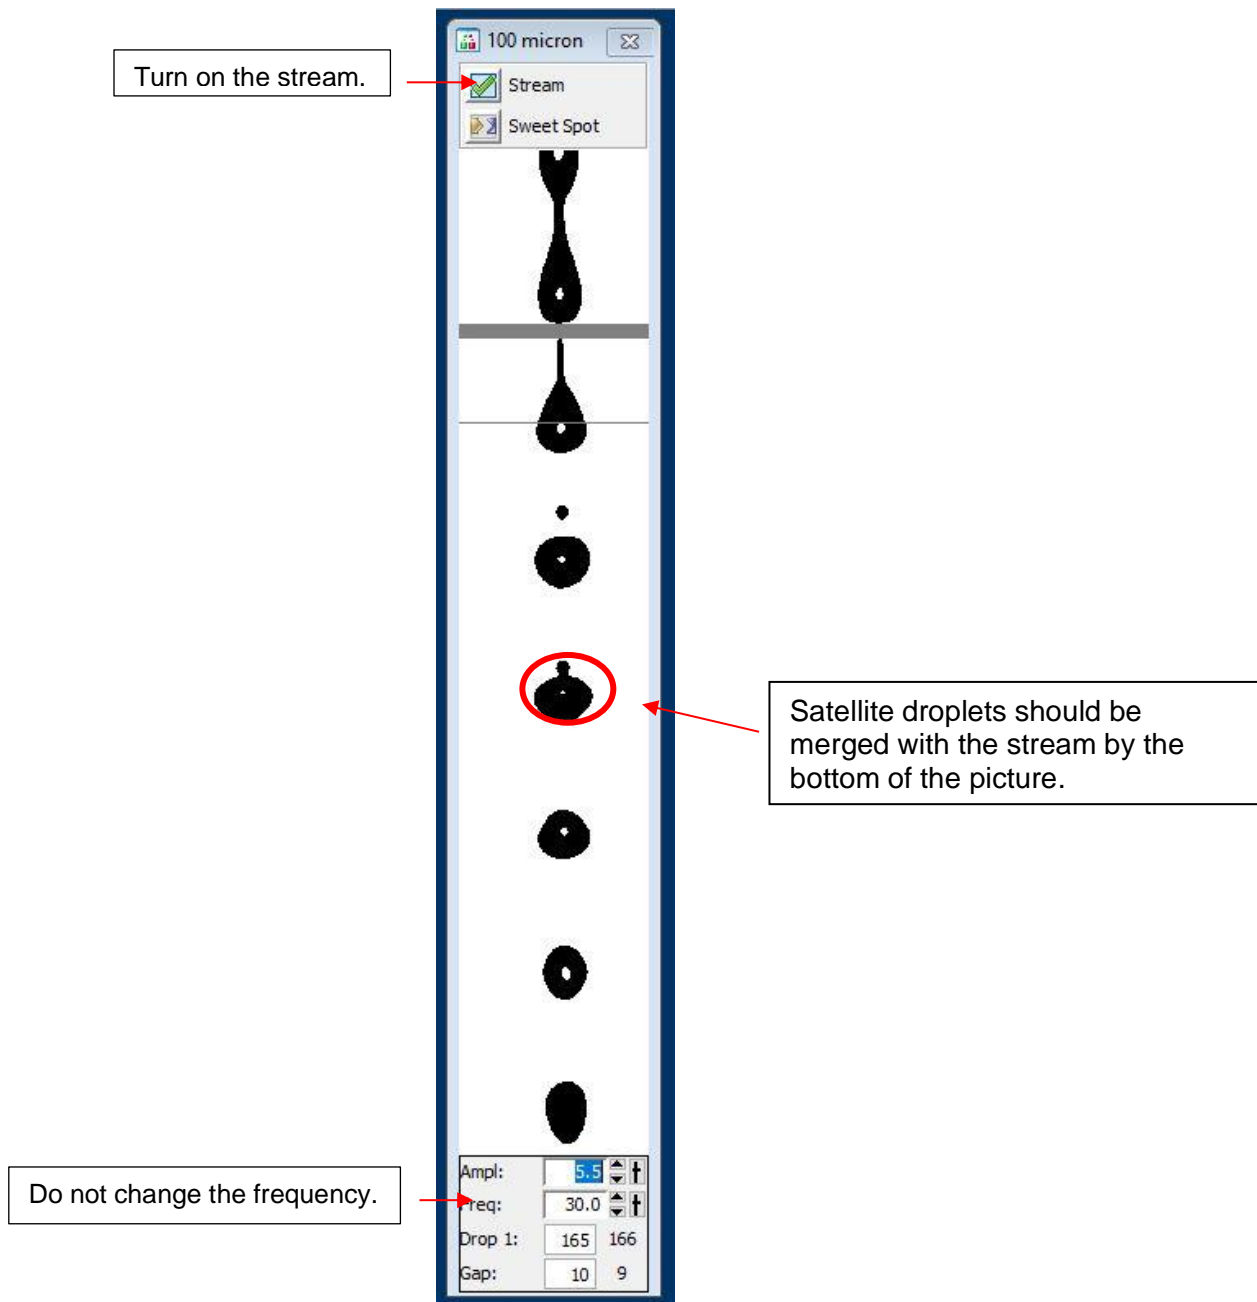 100 micron
Turn on the stream.
Stream
Sweet Spot
Satellite droplets should be
merged with the stream by the
bottom of the picture.
Ampl: 5.5
Do not change the frequency.
Freq: 30.0
Drop 1: 165 166
Gap: 10 9